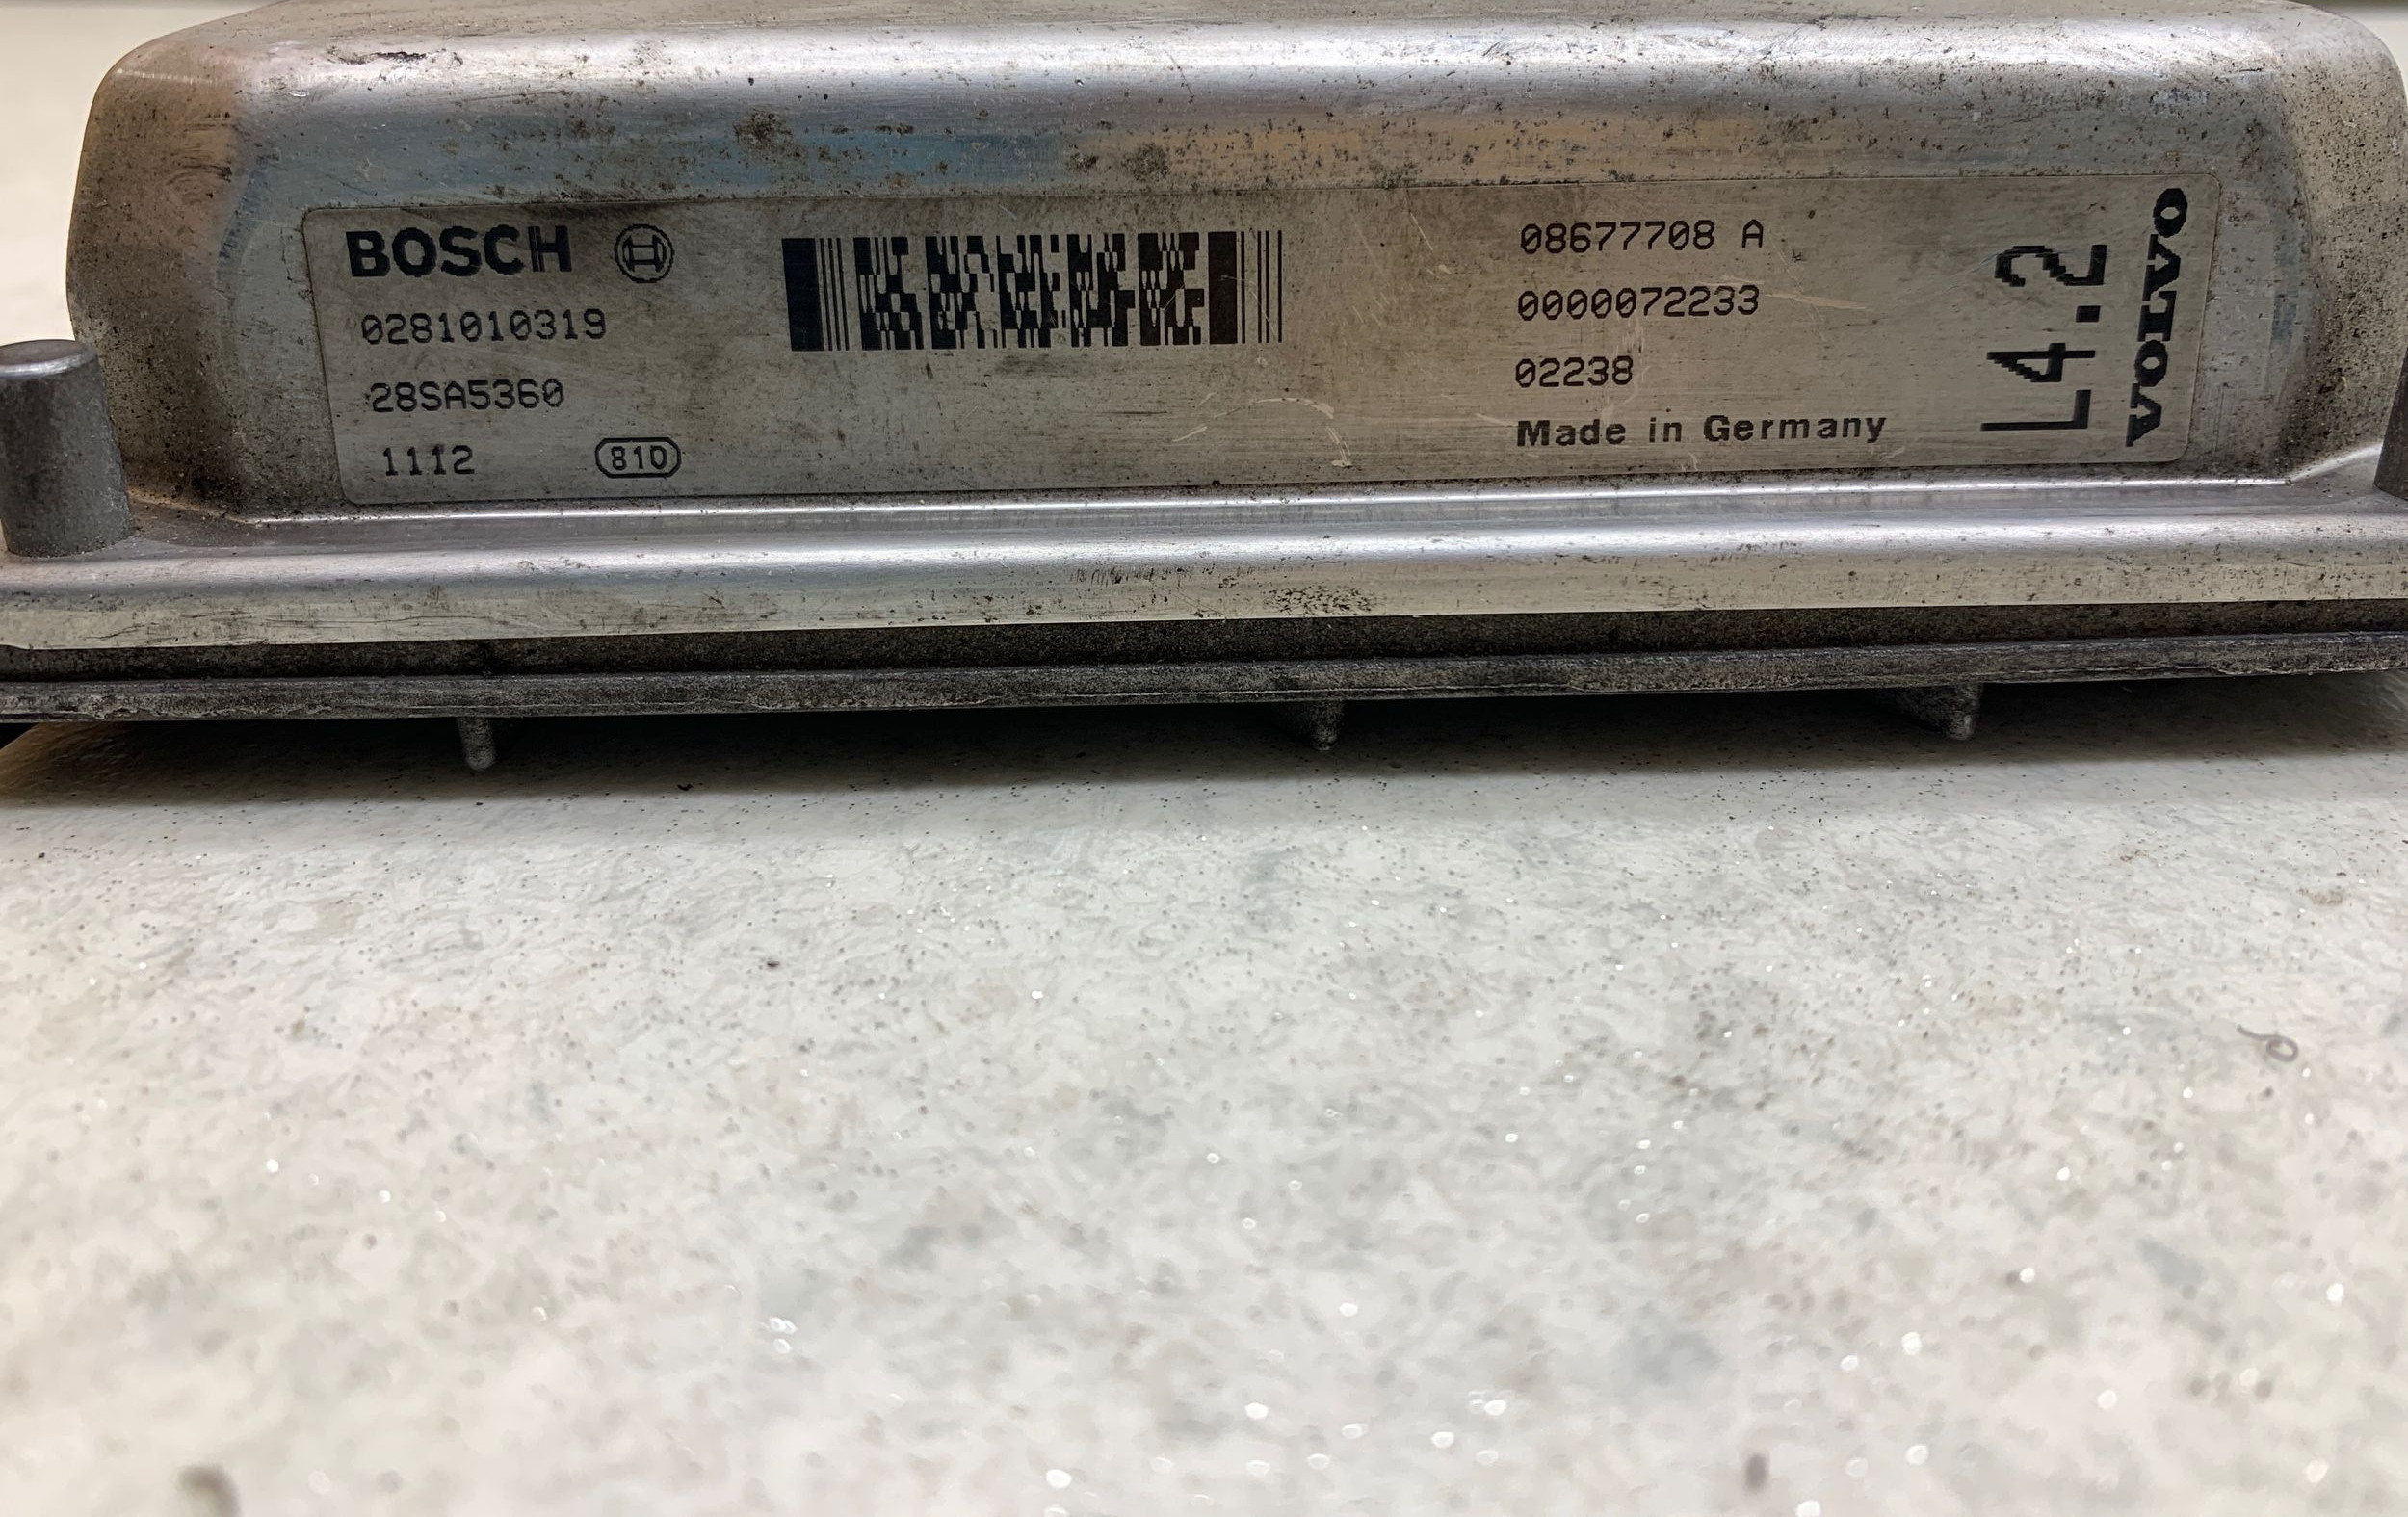 BOSCH
0281010319
28SA5360
1112
810
08677708 A
0000072233
02238
Made in Germany
L4.2
VOLVO